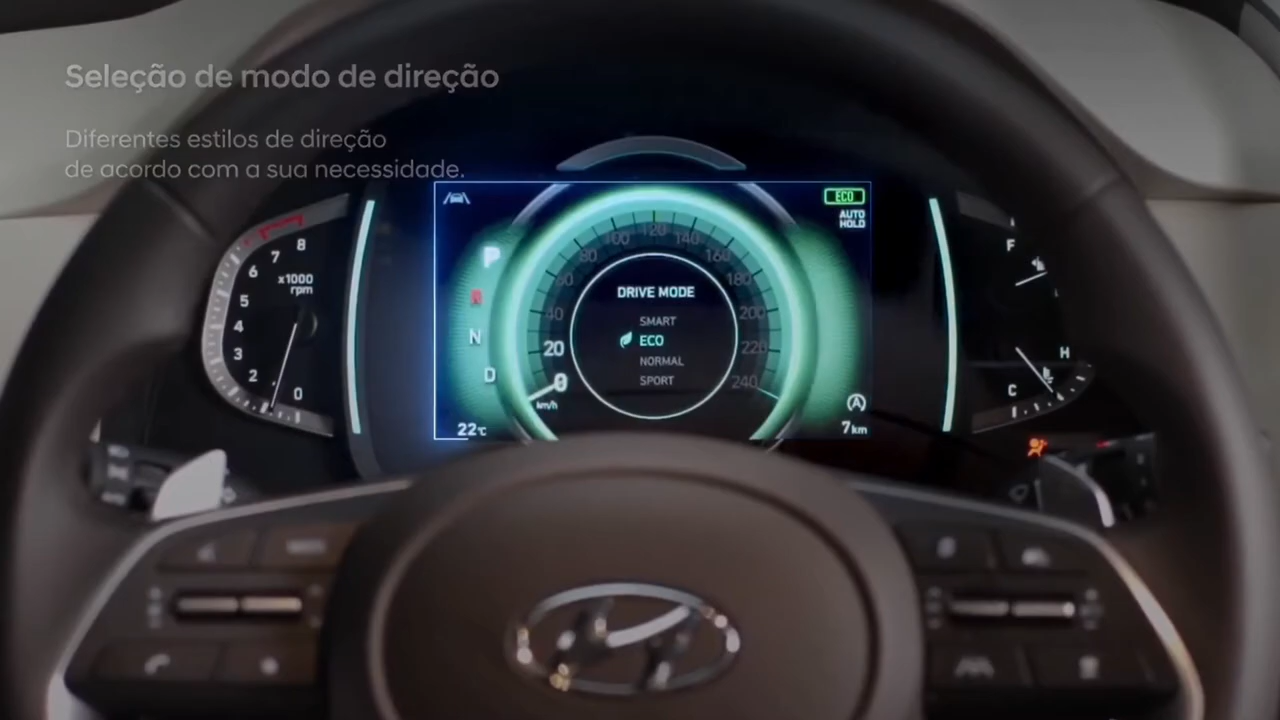 Seleção de modo de direção
Diferentes estilos de direção
de acordo com a sua necessidade.
ECO
AUTO
HOLD
8
7
6
5
4
3
2
0
x1000
rpm
P
R
N
D
0
20
40
60
80
100
120
140
160
180
200
220
240
km/h
DRIVE MODE
SMART
ECO
NORMAL
SPORT
22℃
A
7 km
F
H
C